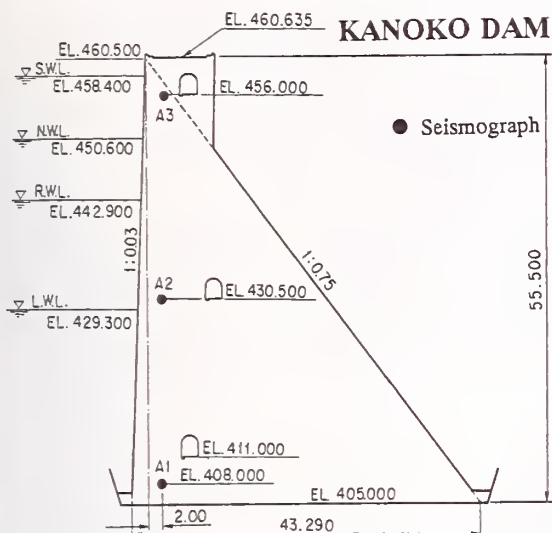 EL. 460.635
KANOKO DAM
EL. 460.500
S.W.L.
EL. 458.400
EL. 456.000
A3
Seismograph
N.W.L.
EL. 450.600
R.W.L.
EL. 442.900
1:0.03
1:0.75
55.500
A2
EL. 430.500
L.W.L.
EL. 429.300
EL. 411.000
A1
EL. 408.000
EL. 405.000
2.00
43.290